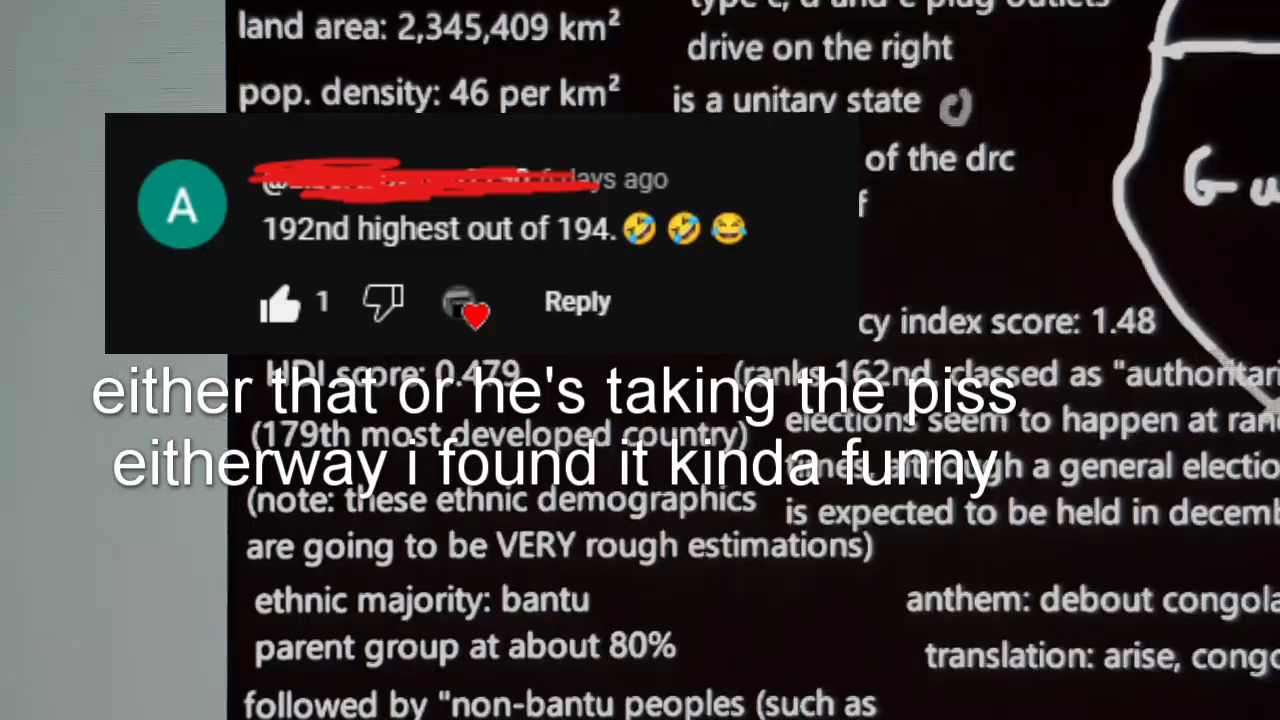 land area: 2,345,409 km²
pop. density: 46 per km²
drive on the right
is a unitary state
of the drc
A
days ago
192nd highest out of 194.🤣 🤣 😂
1
Reply
cy index score: 1.48
HDI score: 0.479
(ranks 162nd, classed as "authoritari
either that or he's taking the piss
(179th most developed country)
elections seem to happen at ran
eitherway i found it kinda funny
times, although a general electio
(note: these ethnic demographics
is expected to be held in decemb
are going to be VERY rough estimations)
ethnic majority: bantu
parent group at about 80%
anthem: debout congola
translation: arise, congo
followed by "non-bantu peoples (such as